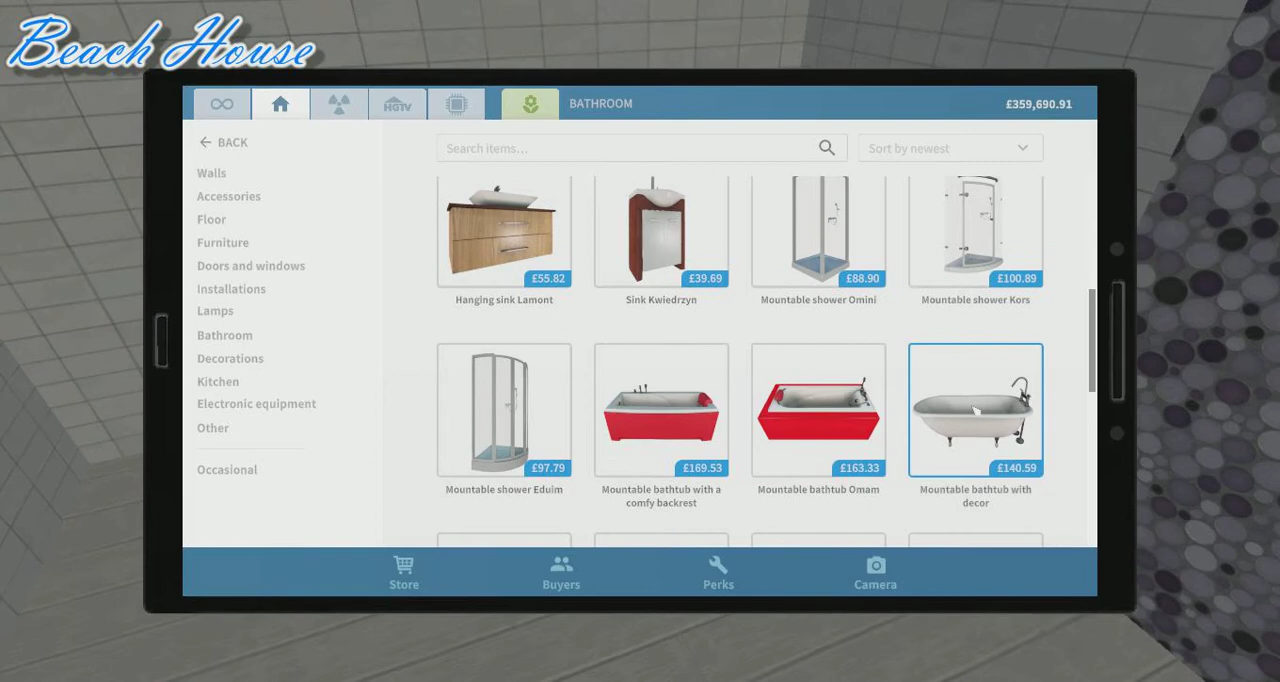 Beach House
HGTV
BATHROOM
£359,690.91
BACK
Walls
Accessories
Floor
Furniture
Doors and windows
Installations
Lamps
Bathroom
Decorations
Kitchen
Electronic equipment
Other
Occasional
Search items...
Sort by newest
£55.82
Hanging sink Lamont
£39.69
Sink Kwiedrzyn
£88.90
Mountable shower Omini
£100.89
Mountable shower Kors
£97.79
Mountable shower Eduim
£169.53
Mountable bathtub with a
comfy backrest
£163.33
Mountable bathtub Omam
£140.59
Mountable bathtub with
decor
Store
Buyers
Perks
Camera